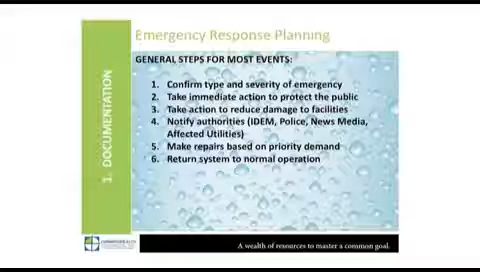 Emergency Response Planning
GENERAL STEPS FOR MOST EVENTS:
1. Confirm type and severity of emergency
2. Take immediate action to protect the public
3. Take action to reduce damage to facilities
4. Notify authorities (IDEM, Police, News Media,
Affected Utilities)
5. Make repairs based on priority demand
6. Return system to normal operation
1. DOCUMENTATION
A wealth of resources to master a common goal.